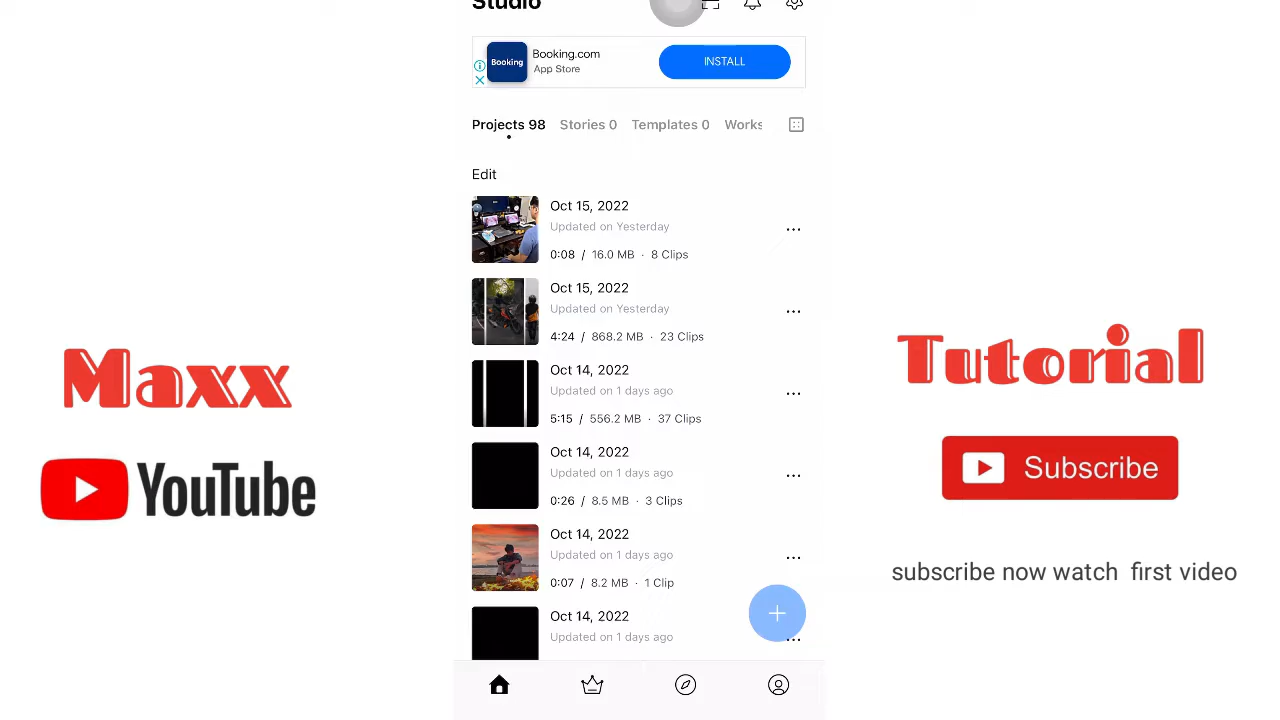 Studio
Booking
Booking.com
App Store
INSTALL
Projects 98
Stories 0
Templates 0
Works
Edit
Oct 15, 2022
Updated on Yesterday
0:08 / 16.0 MB · 8 Clips
Oct 15, 2022
Updated on Yesterday
4:24 / 868.2 MB · 23 Clips
Oct 14, 2022
Updated on 1 days ago
5:15 / 556.2 MB · 37 Clips
Oct 14, 2022
Updated on 1 days ago
0:26 / 8.5 MB · 3 Clips
Oct 14, 2022
Updated on 1 days ago
0:07 / 8.2 MB · 1 Clip
Oct 14, 2022
Updated on 1 days ago
Maxx
YouTube
Tutorial
Subscribe
subscribe now watch first video